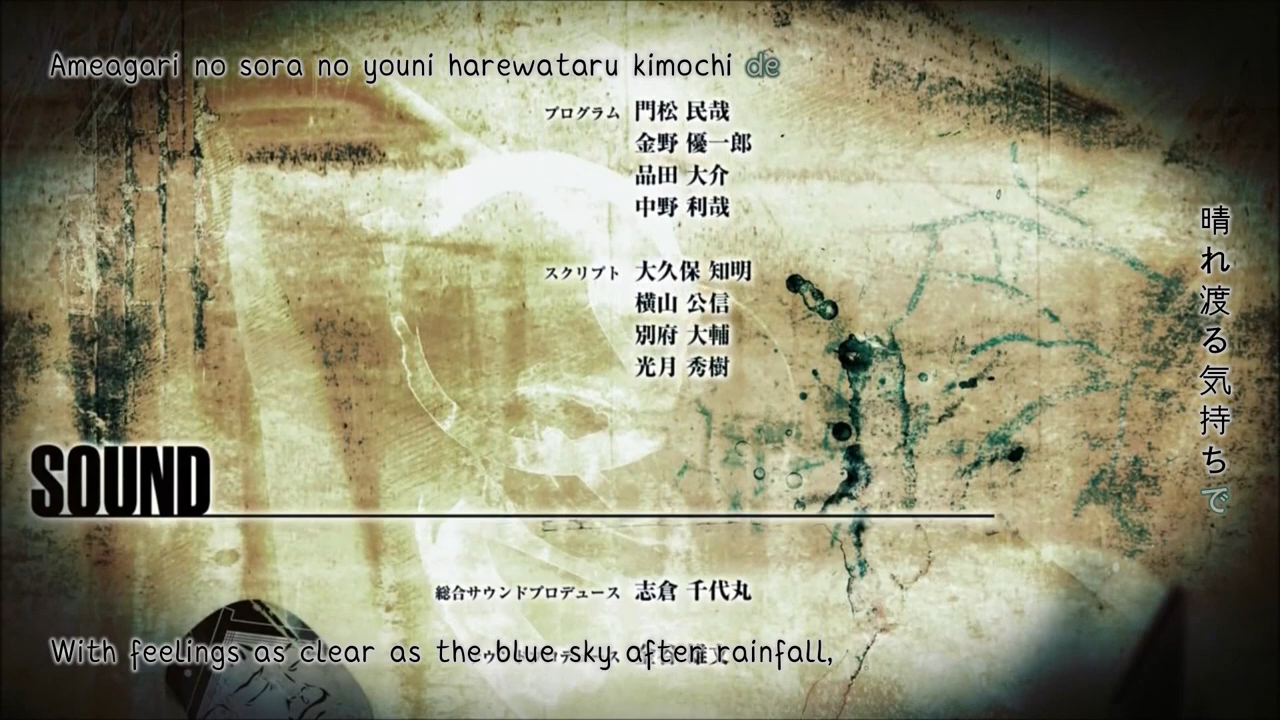 Ameagari no sora no youni harewataru kimochi de
プログラム 門松 民哉
金野 優一郎
品田 大介
中野 利哉
スクリプト 大久保 知明
横山 公信
別府 大輔
光月 秀樹
晴れ渡る気持ちで
SOUND
総合サウンドプロデュース 志倉 千代丸
With feelings as clear as the blue sky after rainfall,